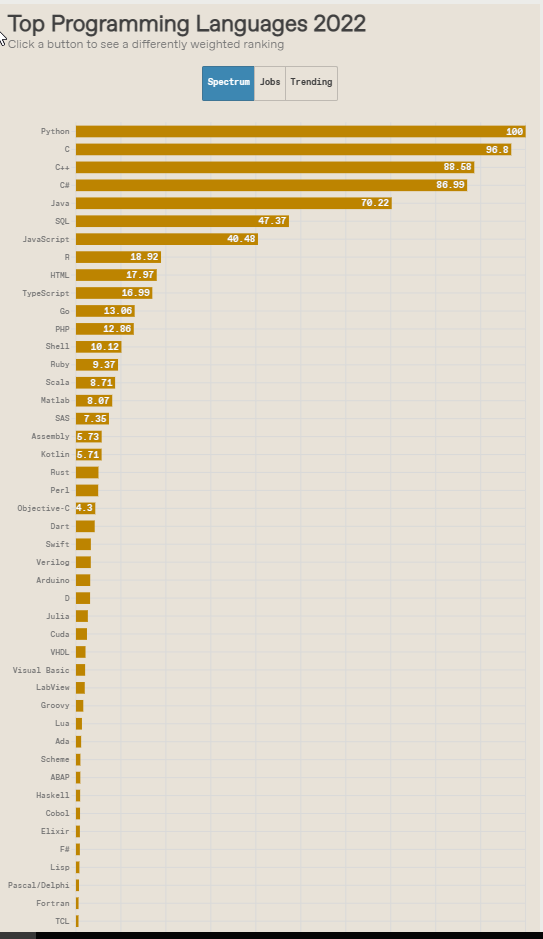 Top Programming Languages 2022
Click a button to see a differently weighted ranking
Spectrum Jobs Trending
Python 100
C 96.8
C++ 88.58
C# 86.99
Java 70.22
SQL 47.37
JavaScript 40.48
R 18.92
HTML 17.97
TypeScript 16.99
Go 13.06
PHP 12.86
Shell 10.12
Ruby 9.37
Scala 8.71
Matlab 8.07
SAS 7.35
Assembly 5.73
Kotlin 5.71
Rust
Perl
Objective-C 4.3
Dart
Swift
Verilog
Arduino
D
Julia
Cuda
VHDL
Visual Basic
LabView
Groovy
Lua
Ada
Scheme
ABAP
Haskell
Cobol
Elixir
F#
Lisp
Pascal/Delphi
Fortran
TCL